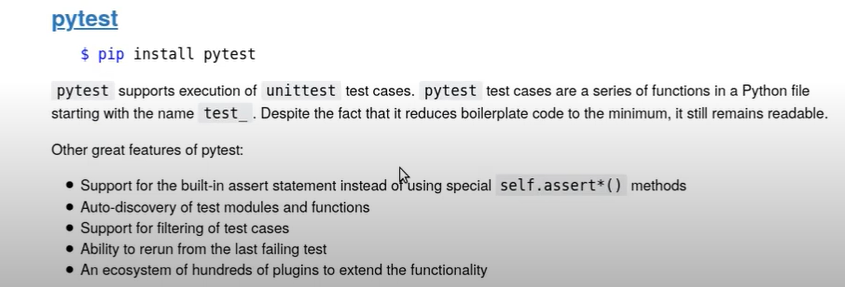 pytest
$ pip install pytest
pytest supports execution of unittest test cases. pytest test cases are a series of functions in a Python file
starting with the name test_ . Despite the fact that it reduces boilerplate code to the minimum, it still remains readable.
Other great features of pytest:
● Support for the built-in assert statement instead of using special self.assert*() methods
● Auto-discovery of test modules and functions
● Support for filtering of test cases
● Ability to rerun from the last failing test
● An ecosystem of hundreds of plugins to extend the functionality